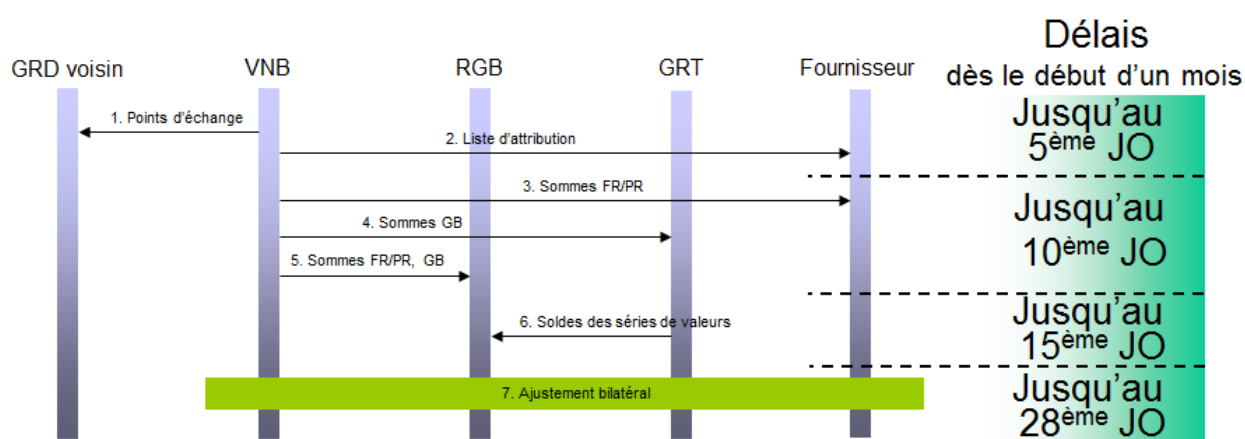 Délais
dès le début d'un mois
GRD voisin
VNB
RGB
GRT
Fournisseur
1. Points d'échange
2. Liste d'attribution
Jusqu'au
5ème JO
3. Sommes FR/PR
4. Sommes GB
5. Sommes FR/PR, GB
Jusqu'au
10ème JO
6. Soldes des séries de valeurs
Jusqu'au
15ème JO
7. Ajustement bilatéral
Jusqu'au
28ème JO